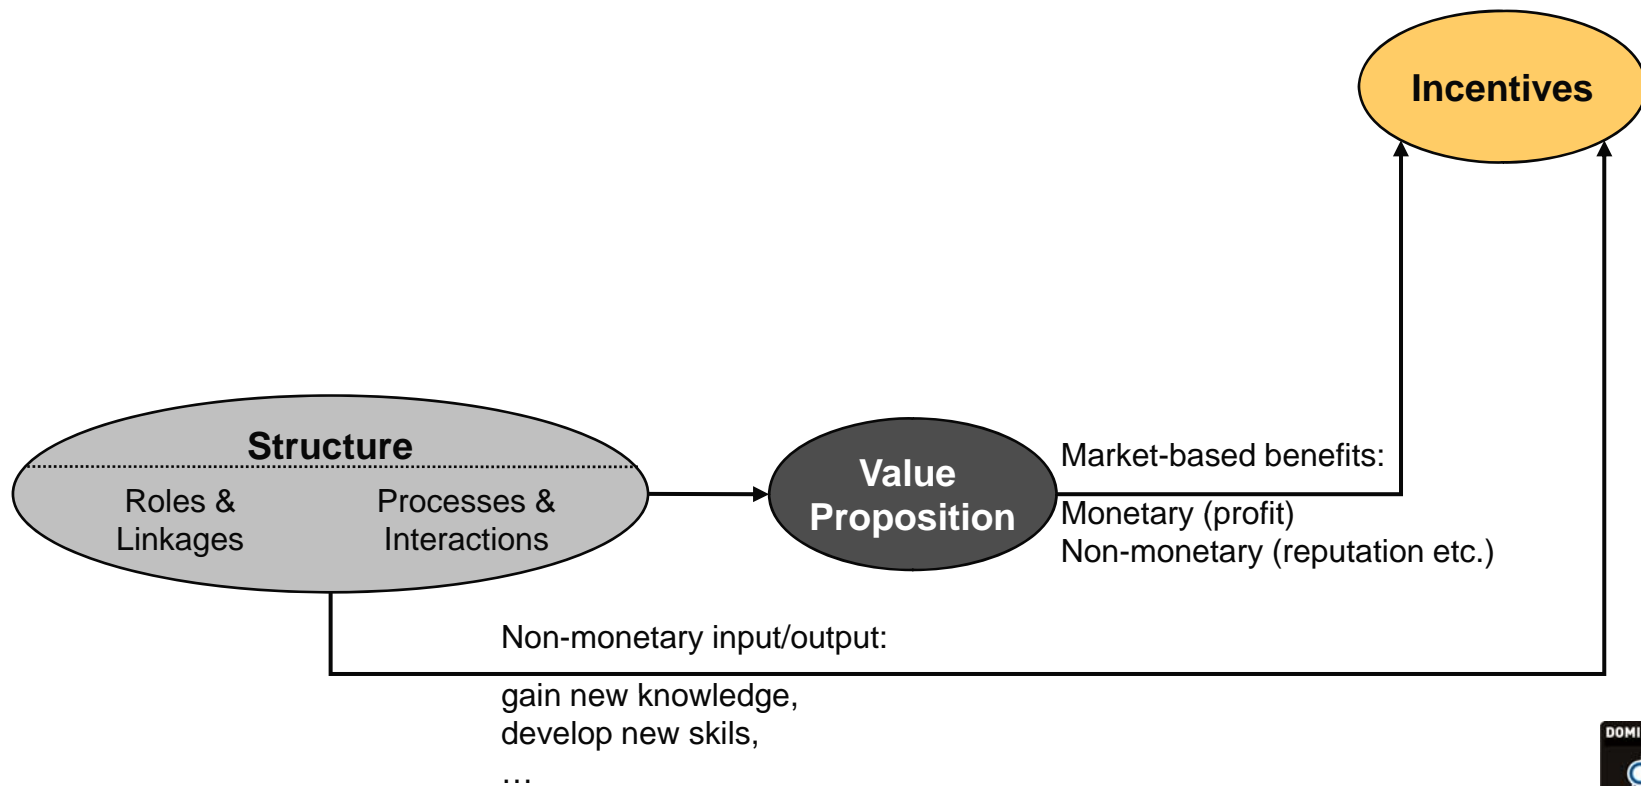 Incentives
Structure
Roles &
Linkages
Processes &
Interactions
Value
Proposition
Market-based benefits:
Monetary (profit)
Non-monetary (reputation etc.)
Non-monetary input/output:
gain new knowledge,
develop new skils,
…
DOMI